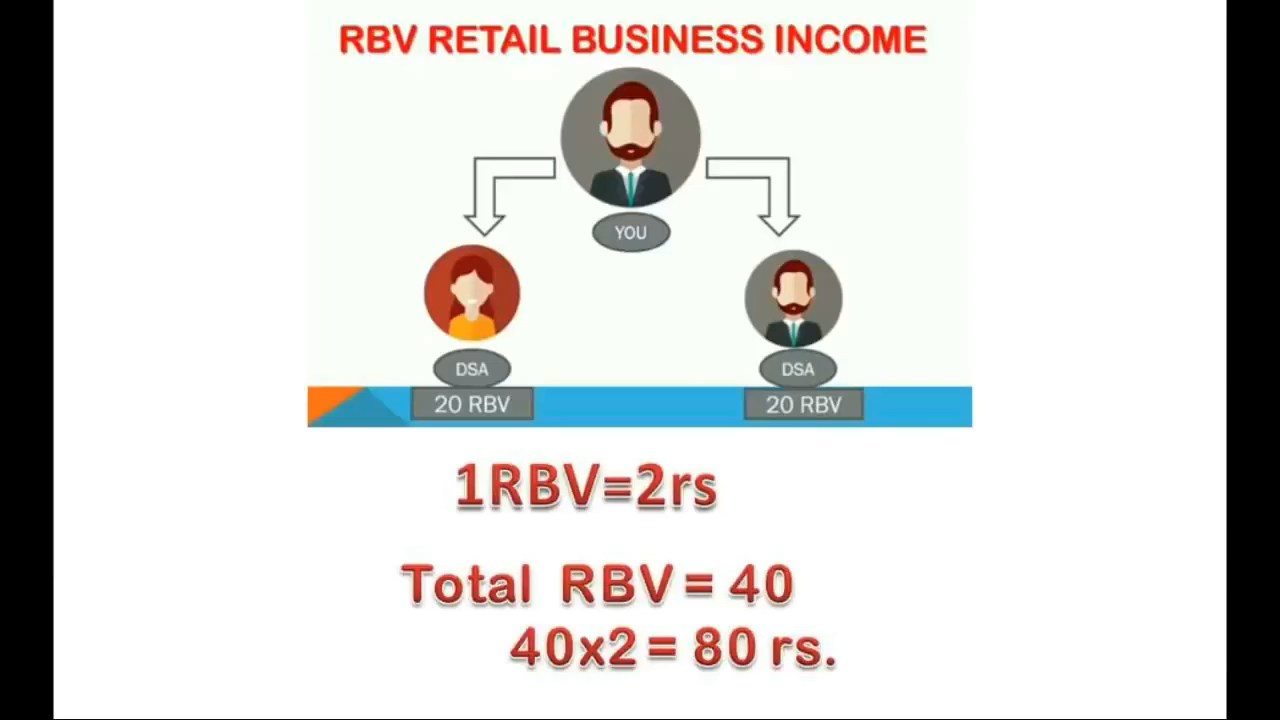 RBV RETAIL BUSINESS INCOME
YOU
DSA
DSA
20 RBV
20 RBV
1RBV=2rs
Total RBV = 40
40x2 = 80 rs.